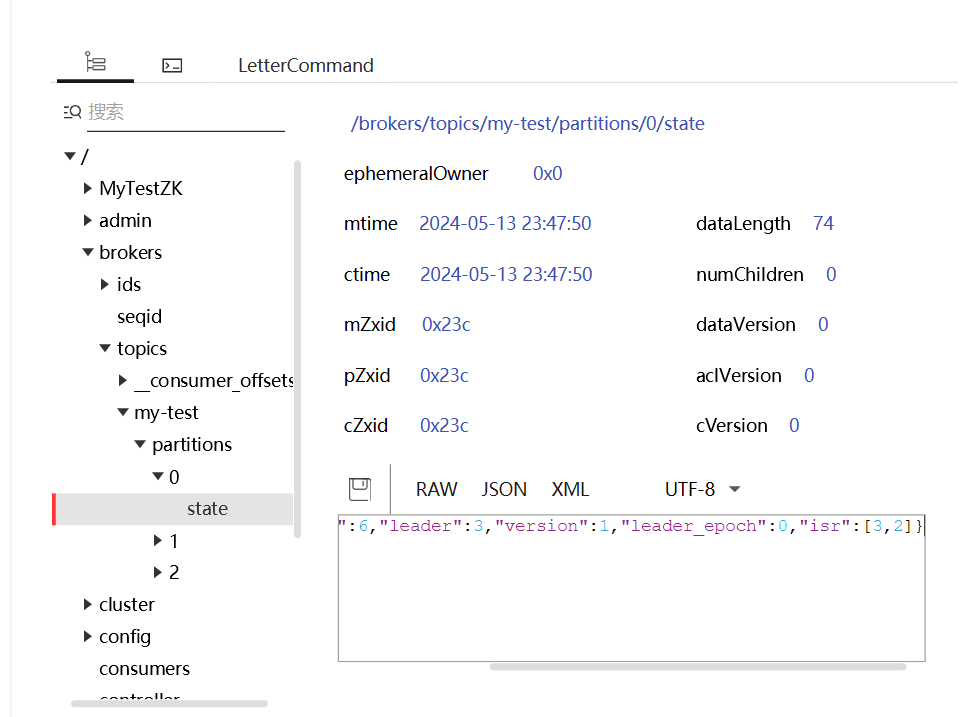 LetterCommand
搜索
/
MyTestZK
admin
brokers
ids
seqid
topics
__consumer_offsets
my-test
partitions
0
state
1
2
cluster
config
consumers
controller
/brokers/topics/my-test/partitions/0/state
ephemeralOwner 0x0
mtime 2024-05-13 23:47:50 dataLength 74
ctime 2024-05-13 23:47:50 numChildren 0
mZxid 0x23c dataVersion 0
pZxid 0x23c aclVersion 0
cZxid 0x23c cVersion 0
RAW JSON XML UTF-8
":6,"leader":3,"version":1,"leader_epoch":0,"isr":[3,2]}